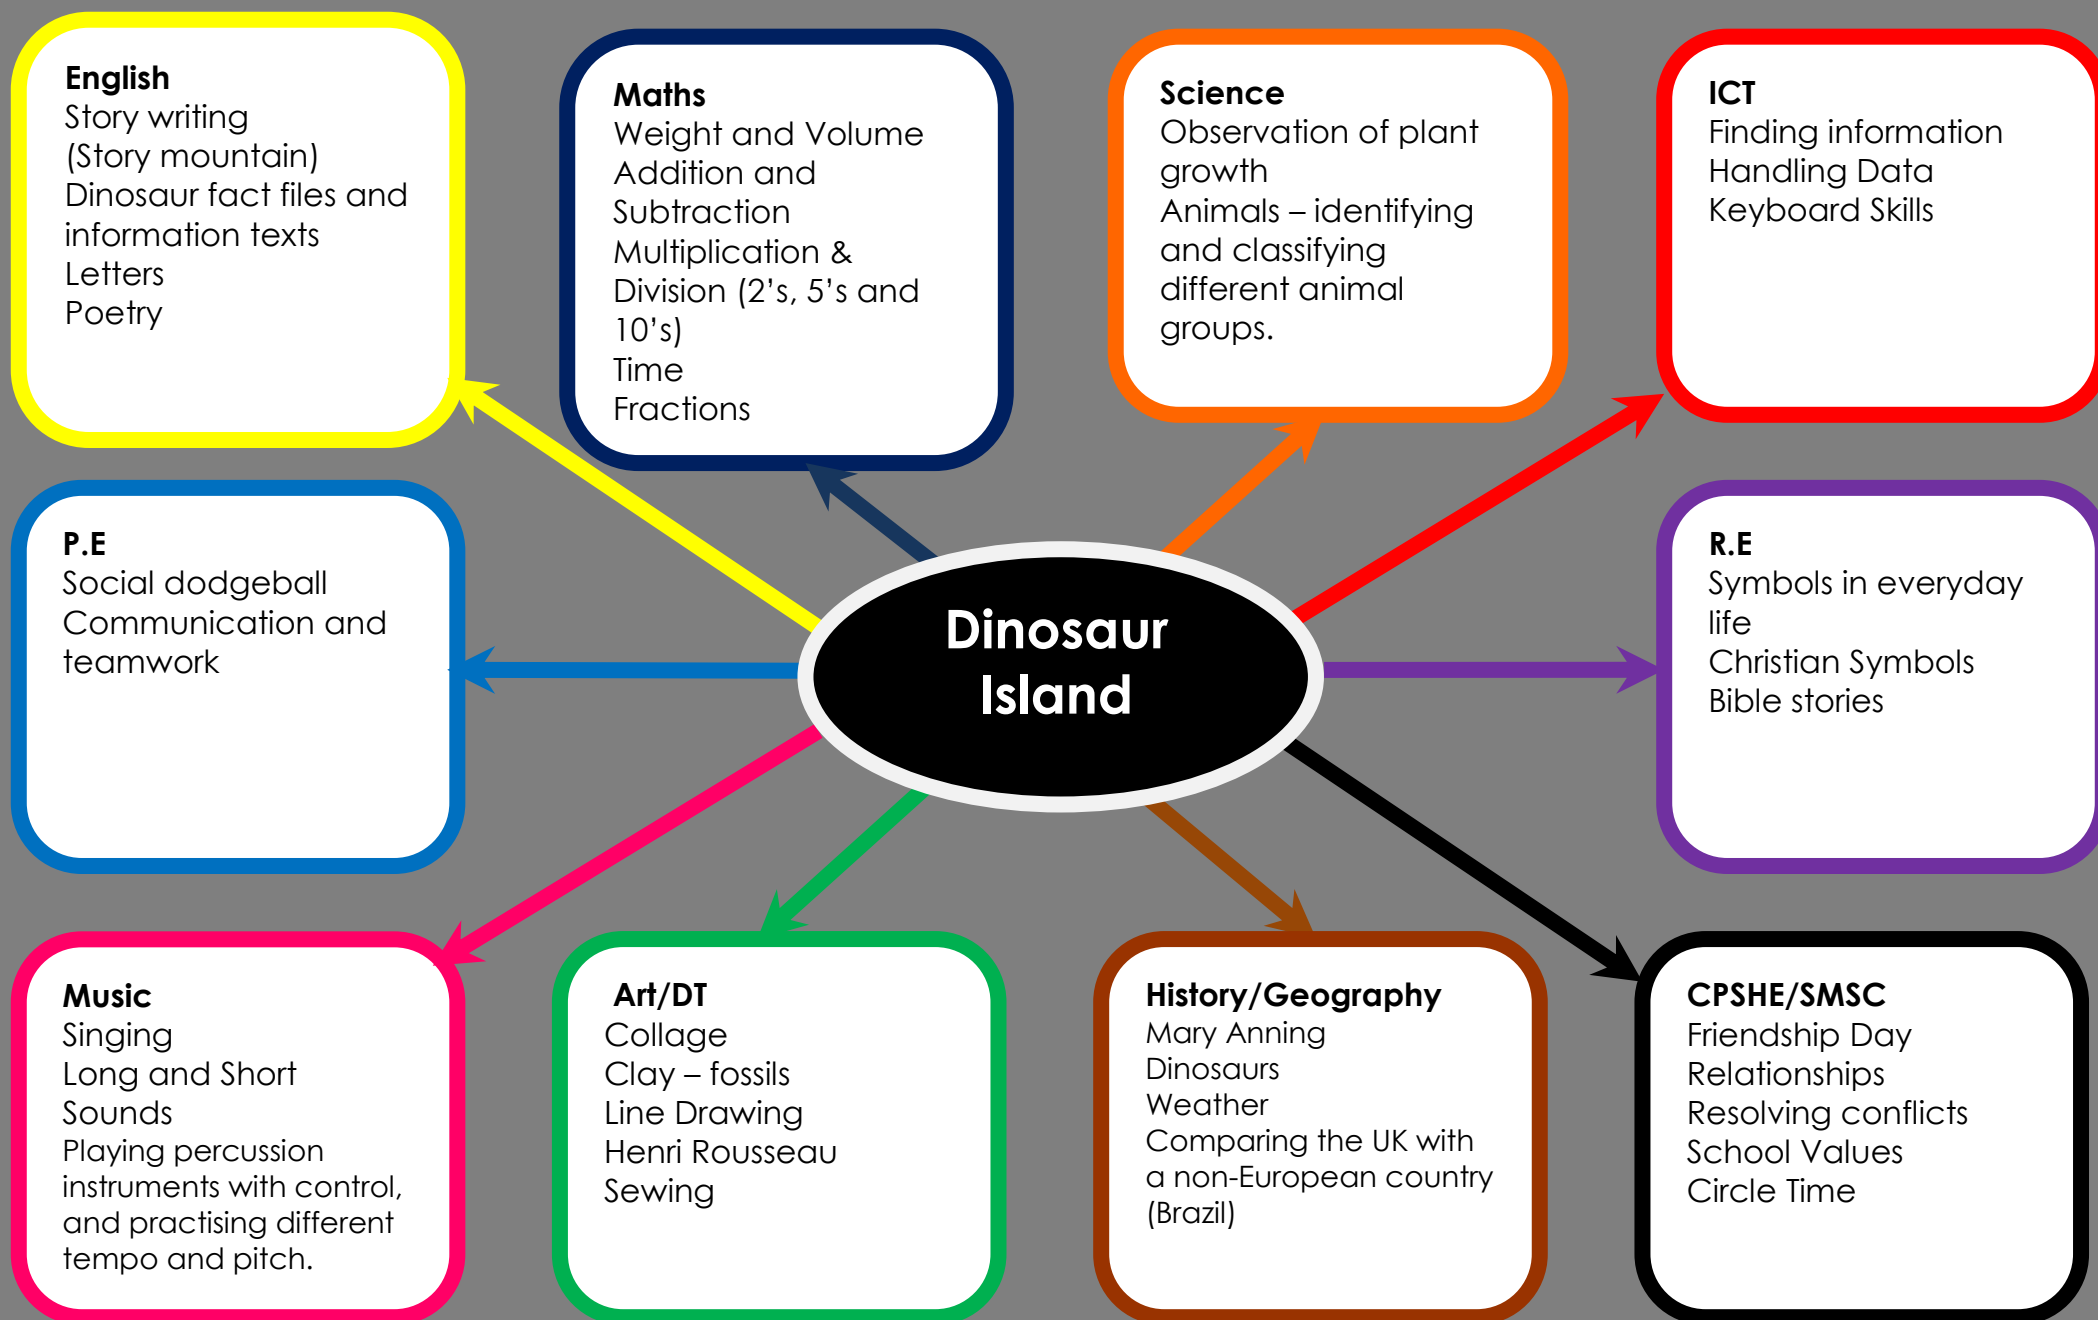 English
Story writing
(Story mountain)
Dinosaur fact files and
information texts
Letters
Poetry
Maths
Weight and Volume
Addition and
Subtraction
Multiplication &
Division (2’s, 5’s and
10’s)
Time
Fractions
Science
Observation of plant
growth
Animals – identifying
and classifying
different animal
groups.
ICT
Finding information
Handling Data
Keyboard Skills
P.E
Social dodgeball
Communication and
teamwork
Dinosaur
Island
R.E
Symbols in everyday
life
Christian Symbols
Bible stories
Music
Singing
Long and Short
Sounds
Playing percussion
instruments with control,
and practising different
tempo and pitch.
Art/DT
Collage
Clay – fossils
Line Drawing
Henri Rousseau
Sewing
History/Geography
Mary Anning
Dinosaurs
Weather
Comparing the UK with
a non-European country
(Brazil)
CPSHE/SMSC
Friendship Day
Relationships
Resolving conflicts
School Values
Circle Time